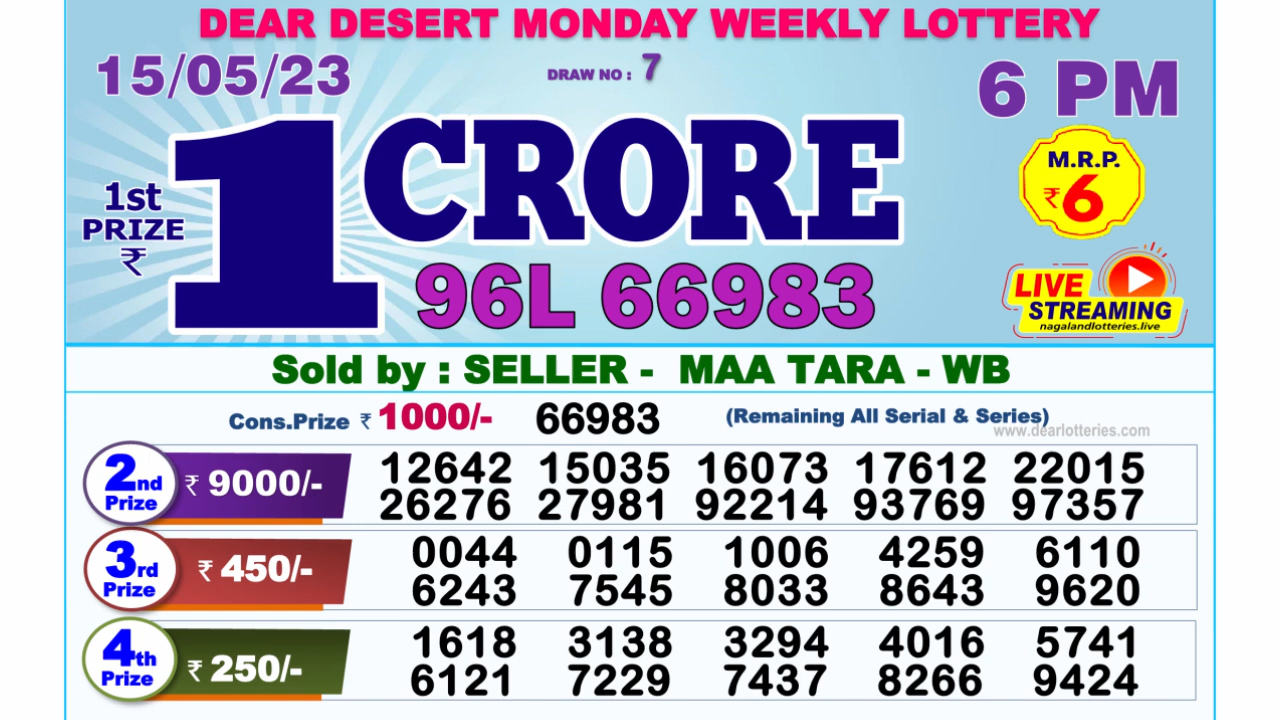 DEAR DESERT MONDAY WEEKLY LOTTERY
15/05/23
DRAW NO : 7
6 PM
1st
PRIZE
₹
1 CRORE
96L 66983
M.R.P.
₹6
LIVE
STREAMING
nagalandlotteries.live
Sold by : SELLER - MAA TARA - WB
Cons.Prize ₹ 1000/- 66983 (Remaining All Serial & Series)
www.dearlotteries.com
2nd Prize ₹ 9000/-
12642 15035 16073 17612 22015
26276 27981 92214 93769 97357
3rd Prize ₹ 450/-
0044 0115 1006 4259 6110
6243 7545 8033 8643 9620
4th Prize ₹ 250/-
1618 3138 3294 4016 5741
6121 7229 7437 8266 9424